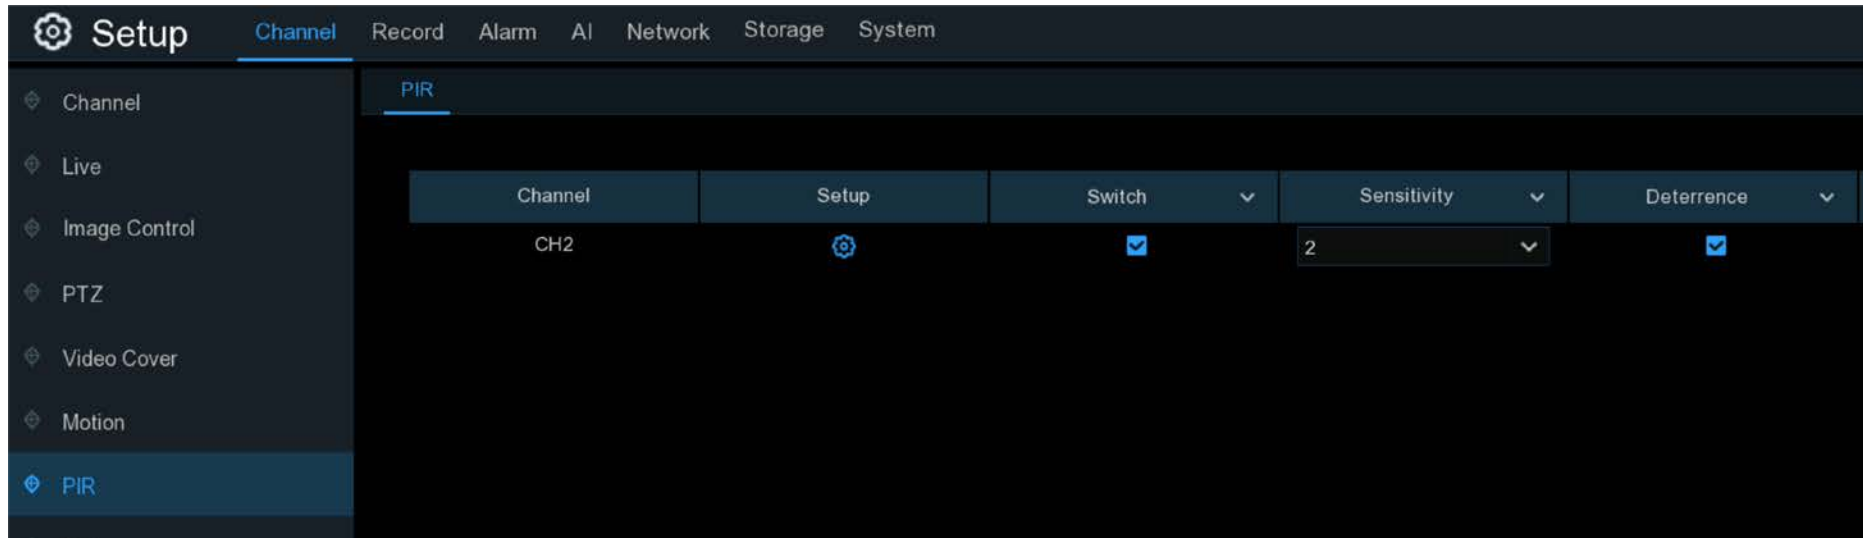 Setup Channel Record Alarm AI Network Storage System
Channel
Live
Image Control
PTZ
Video Cover
Motion
PIR
PIR
Channel Setup Switch Sensitivity Deterrence
CH2 2